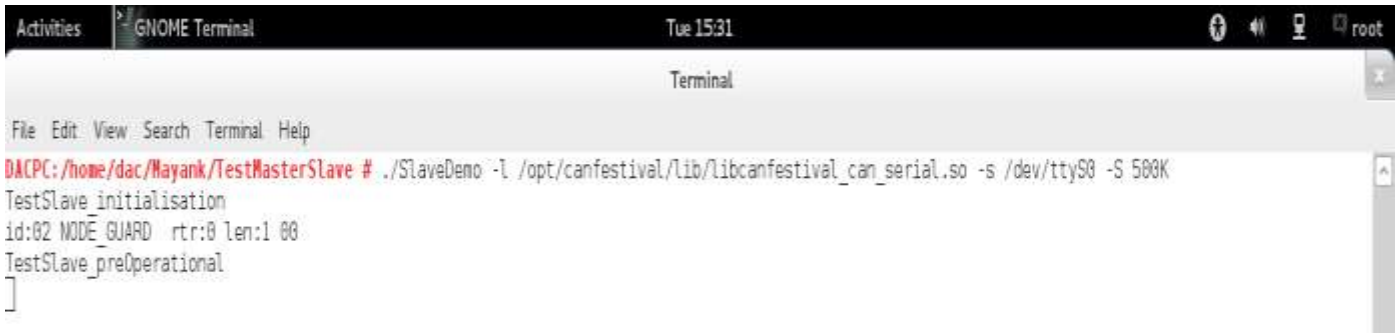 Activities GNOME Terminal Tue 15:31 root
Terminal
File Edit View Search Terminal Help
DACPC:/home/dac/Mayank/TestMasterSlave # ./SlaveDemo -l /opt/canfestival/lib/libcanfestival_can_serial.so -s /dev/ttyS0 -S 500K
TestSlave_initialisation
id:02 NODE_GUARD rtr:0 len:1 00
TestSlave_preOperational